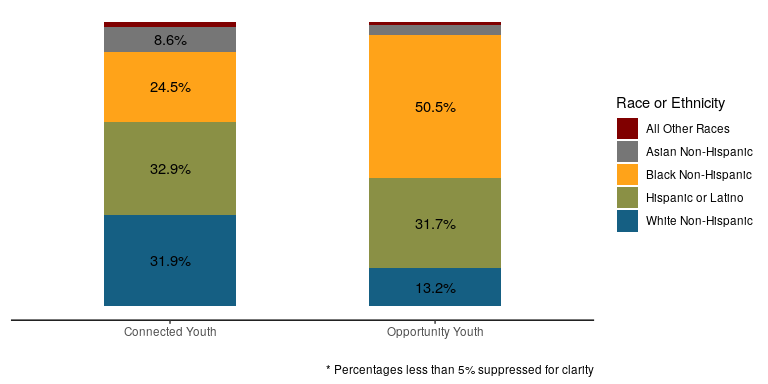 8.6%
24.5%
32.9%
31.9%
50.5%
31.7%
13.2%
Connected Youth
Opportunity Youth
Race or Ethnicity
All Other Races
Asian Non-Hispanic
Black Non-Hispanic
Hispanic or Latino
White Non-Hispanic
* Percentages less than 5% suppressed for clarity